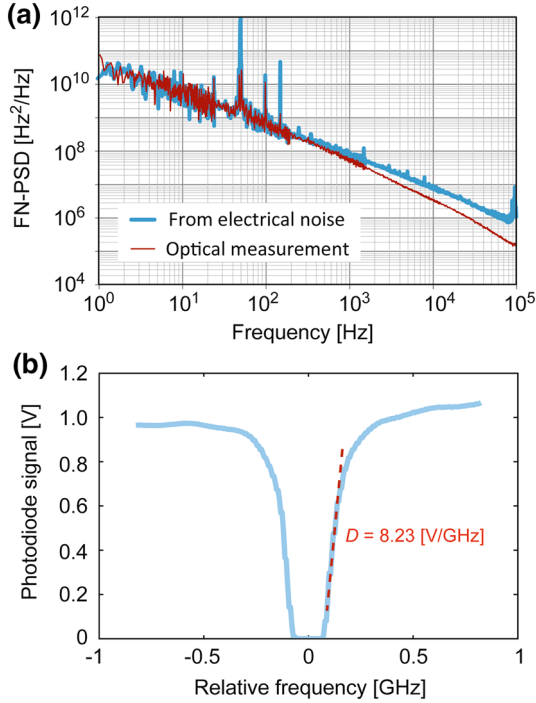 (a)
FN-PSD [Hz²/Hz]
10¹²
10¹⁰
10⁸
10⁶
10⁴
From electrical noise
Optical measurement
10⁰ 10¹ 10² 10³ 10⁴ 10⁵
Frequency [Hz]
(b)
Photodiode signal [V]
1.2
1.0
0.8
0.6
0.4
0.2
0
D = 8.23 [V/GHz]
-1 -0.5 0 0.5 1
Relative frequency [GHz]